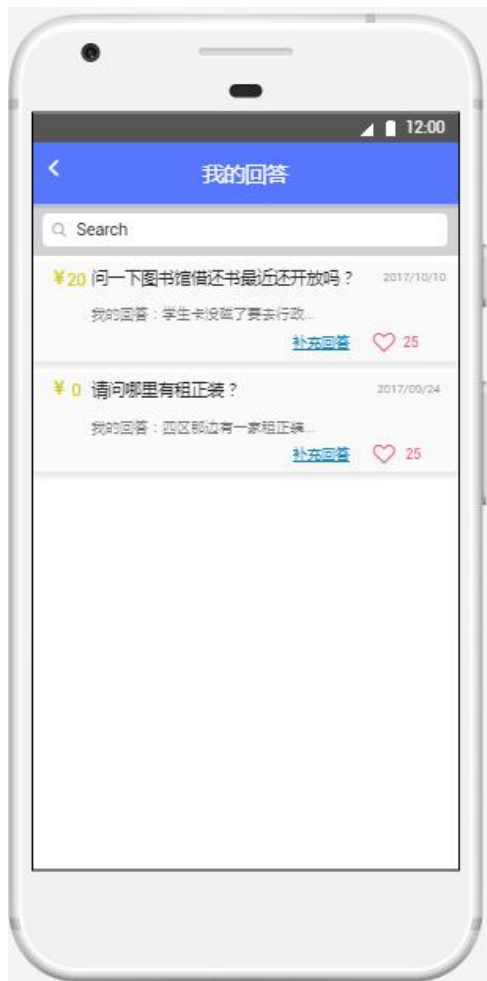 12:00
我的回答
Search
¥20 问一下图书馆借还书最近还开放吗？ 2017/10/10
我的回答：学生卡没磁了要去行政...
补充回答 25
¥ 0 请问哪里有租正装？ 2017/09/24
我的回答：四区那边有一家租正装...
补充回答 25